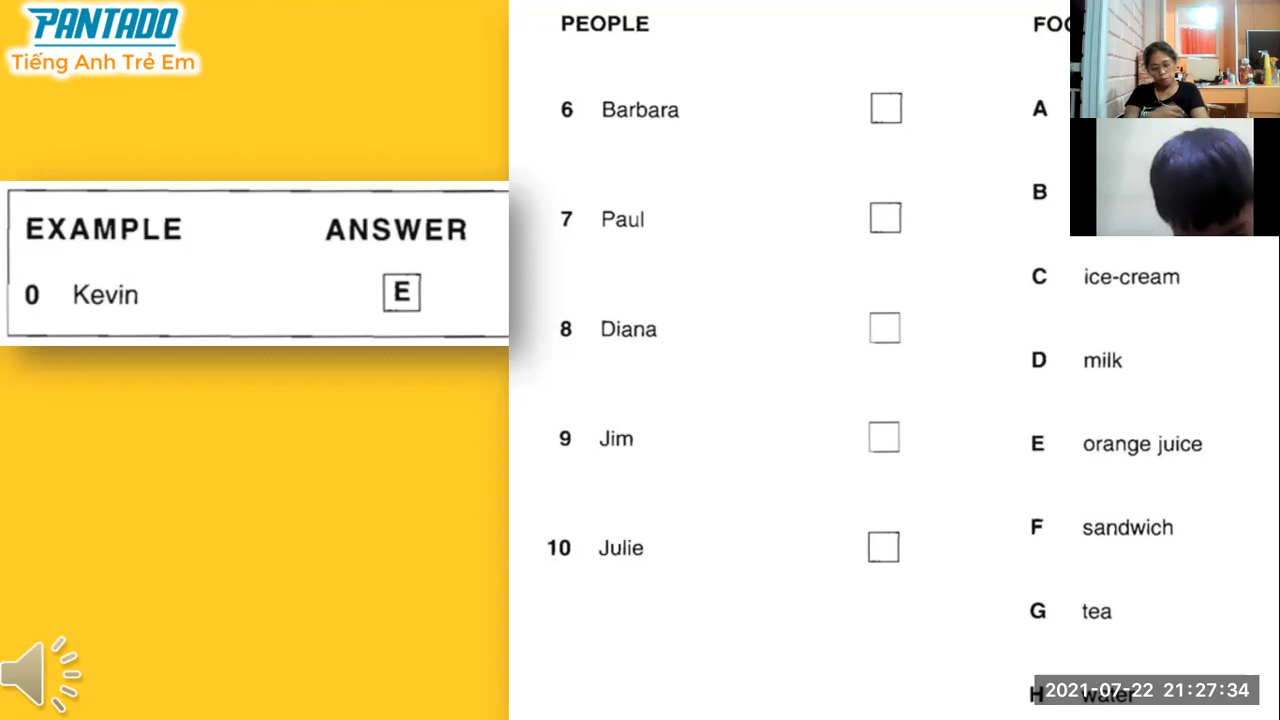 PANTADO
Tiếng Anh Trẻ Em
EXAMPLE ANSWER
0 Kevin E
PEOPLE
6 Barbara
7 Paul
8 Diana
9 Jim
10 Julie
A
B
C ice-cream
D milk
E orange juice
F sandwich
G tea
H water
2021-07-22 21:27:34